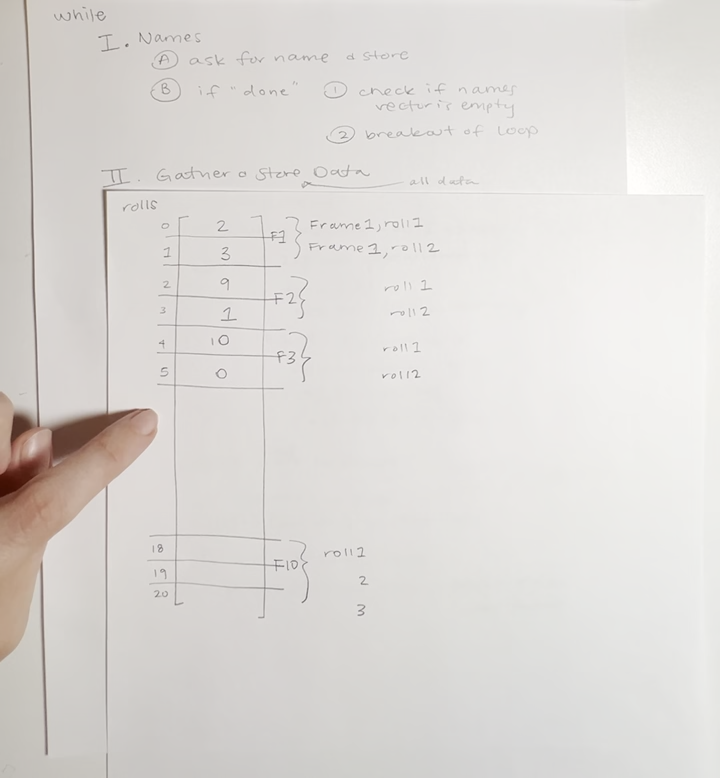 while
I. Names
A ask for name & store
B if "done" 1 check if names
vector is empty
2 breakout of loop
II. Gather & Store Data
all data
rolls
0 2 F1 Frame 1, roll 1
1 3 Frame 1, roll 2
2 9 F2 roll 1
3 1 roll 2
4 10 F3 roll 1
5 0 roll 2
18 F10 roll 1
19 2
20 3